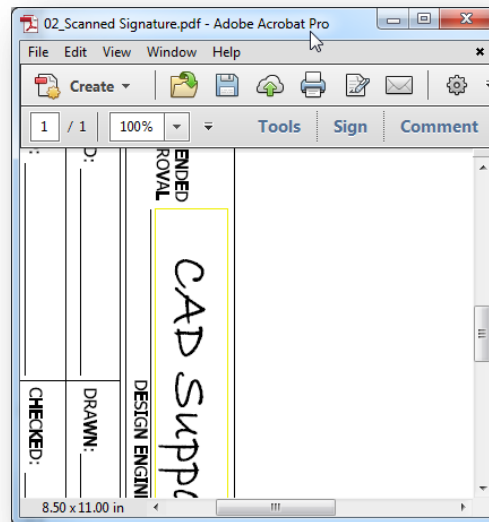 02_Scanned Signature.pdf - Adobe Acrobat Pro
File Edit View Window Help
Create
1 / 1 100% Tools Sign Comment
ENDED
ROVAL
CAD Suppo
DESIGN ENGIN
DRAWN:
CHECKED:
8.50 x 11.00 in